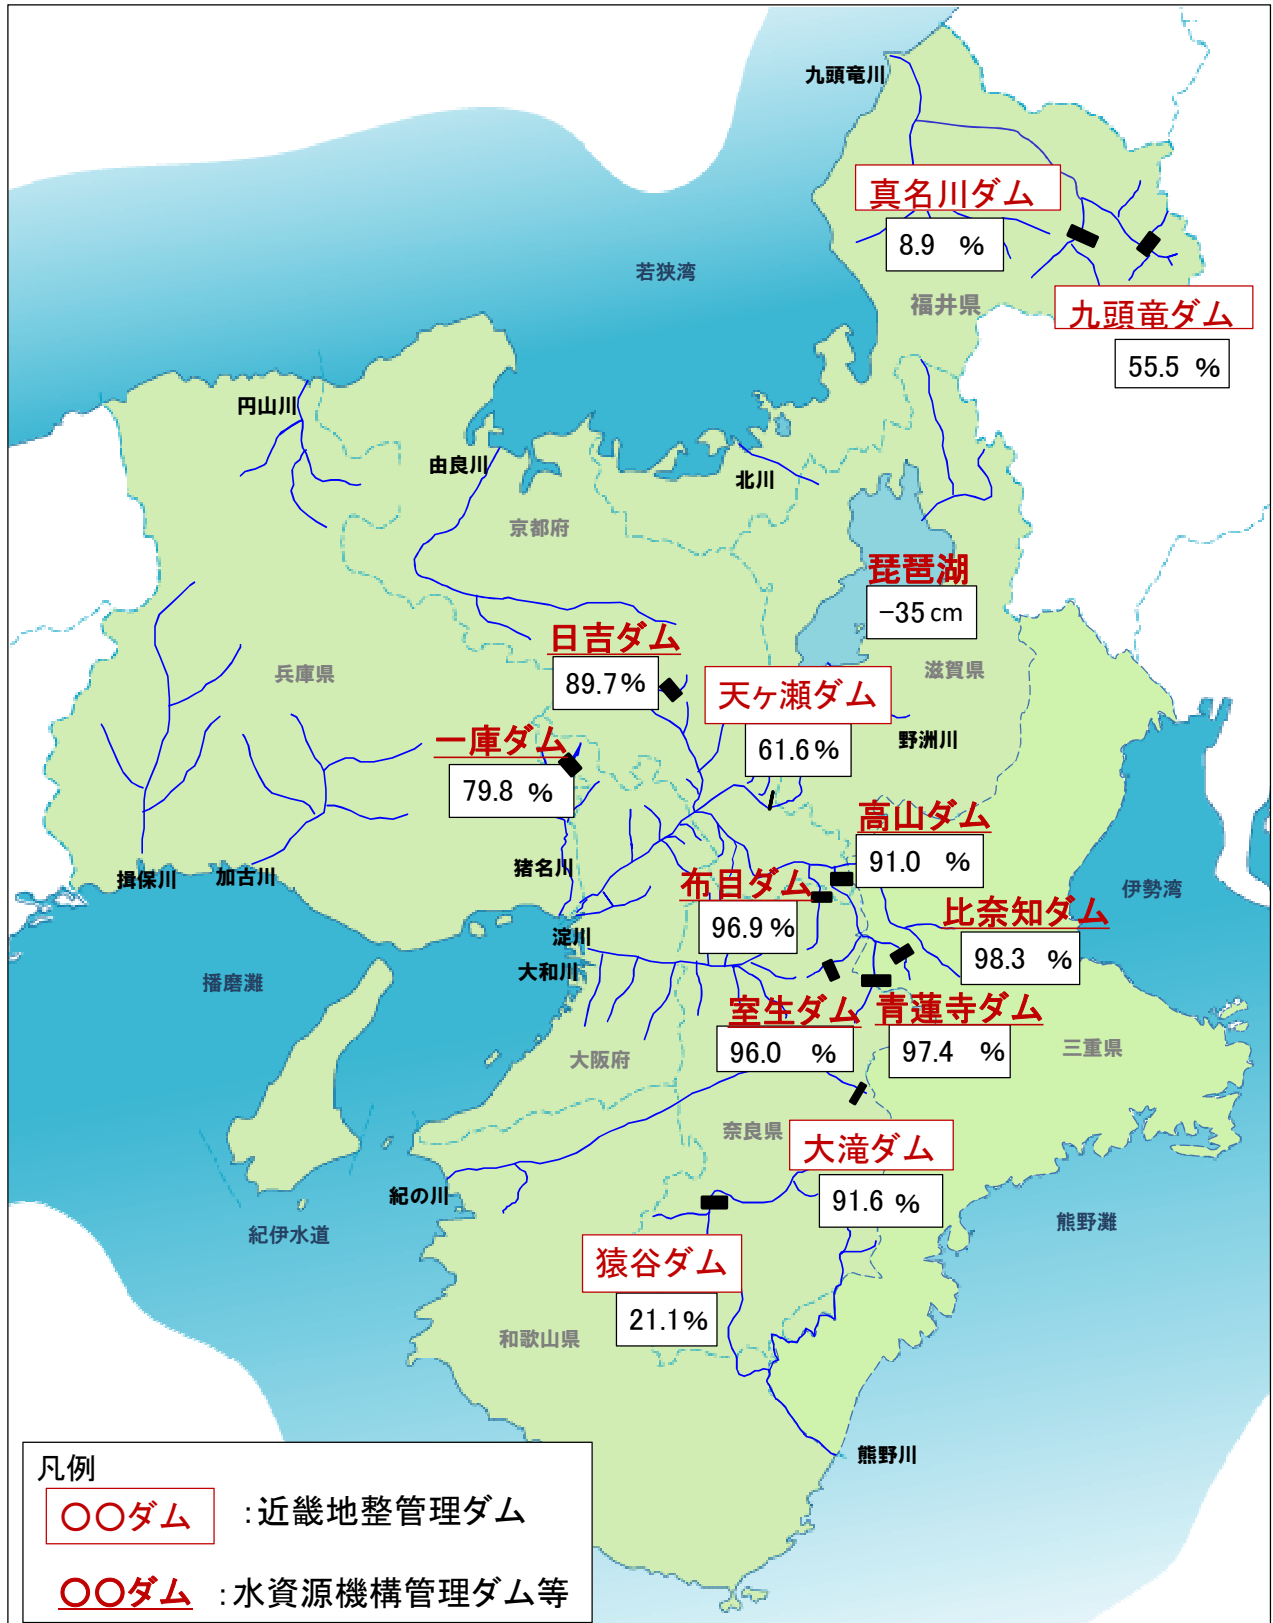 九頭竜川
真名川ダム
8.9 %
若狭湾
福井県
九頭竜ダム
55.5 %
円山川
由良川
北川
京都府
琵琶湖
−35 cm
日吉ダム
89.7%
兵庫県
滋賀県
天ヶ瀬ダム
61.6%
野洲川
一庫ダム
79.8 %
高山ダム
91.0 %
猪名川
揖保川
加古川
布目ダム
96.9 %
伊勢湾
比奈知ダム
98.3 %
淀川
大和川
播磨灘
室生ダム
96.0 %
青蓮寺ダム
97.4 %
大阪府
三重県
奈良県
大滝ダム
91.6 %
紀の川
紀伊水道
熊野灘
猿谷ダム
21.1%
和歌山県
熊野川
凡例
〇〇ダム :近畿地整管理ダム
〇〇ダム :水資源機構管理ダム等